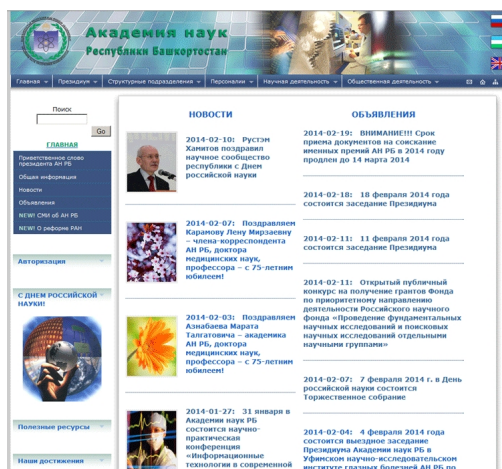 Академия наук
Республики Башкортостан
Главная
Президиум
Структурные подразделения
Персоналии
Научная деятельность
Общественная деятельность
Поиск
Go
ГЛАВНАЯ
Приветственное слово
президента АН РБ
Общая информация
Новости
Объявления
NEW! СМИ об АН РБ
NEW! О реформе РАН
Авторизация
С ДНЕМ РОССИЙСКОЙ
НАУКИ!
Полезные ресурсы
Наши достижения
НОВОСТИ
2014-02-10: Рустэм
Хамитов поздравил
научное сообщество
республики с Днем
российской науки
2014-02-07: Поздравляем
Карамову Лену Мирзаевну
– члена-корреспондента
АН РБ, доктора
медицинских наук,
профессора – с 75-летним
юбилеем!
2014-02-03: Поздравляем
Азнабаева Марата
Талгатовича – академика
АН РБ, доктора
медицинских наук,
профессора – с 75-летним
юбилеем!
2014-01-27: 31 января в
Академии наук РБ
состоится научно-
практическая
конференция
«Информационные
технологии в современной
ОБЪЯВЛЕНИЯ
2014-02-19: ВНИМАНИЕ!!! Срок
приема документов на соискание
именных премий АН РБ в 2014 году
продлен до 14 марта 2014
2014-02-18: 18 февраля 2014 года
состоится заседание Президиума
2014-02-11: 11 февраля 2014 года
состоится заседание Президиума
2014-02-11: Открытый публичный
конкурс на получение грантов Фонда
по приоритетному направлению
деятельности Российского научного
фонда «Проведение фундаментальных
научных исследований и поисковых
научных исследований отдельными
научными группами»
2014-02-07: 7 февраля 2014 г. в День
российской науки состоится
Торжественное собрание
2014-02-04: 4 февраля 2014 года
состоится выездное заседание
Президиума Академии наук РБ в
Уфимском научно-исследовательском
институте глазных болезней АН РБ по